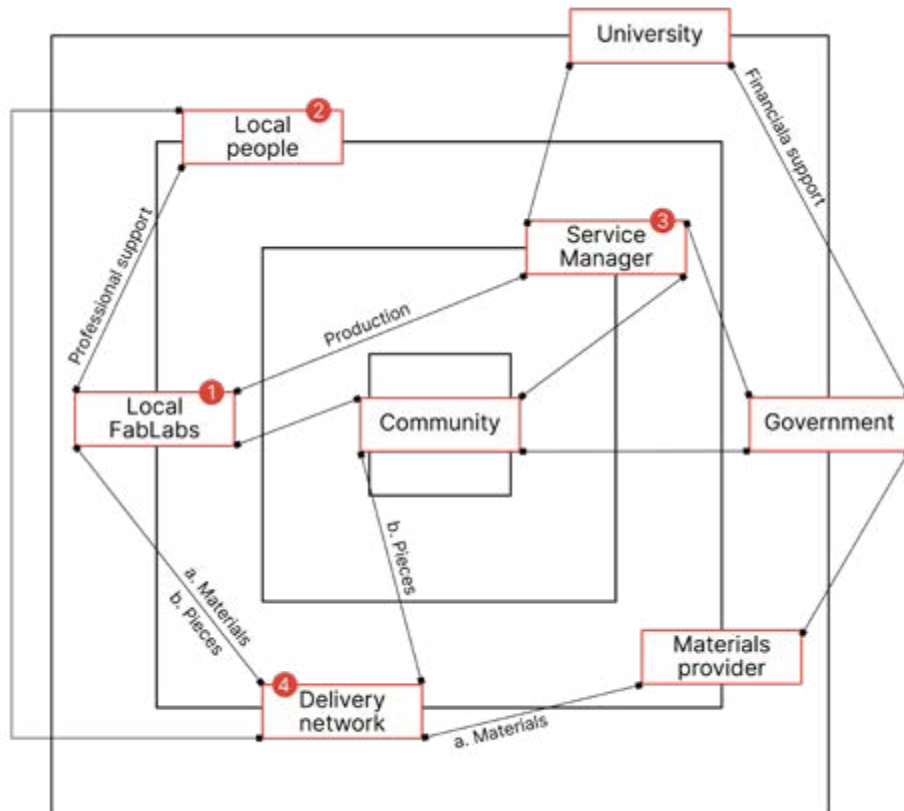 University
Financiala support
2
Local
people
3
Service
Manager
Professional support
Production
1
Local
FabLabs
Community
Government
b. Pieces
a. Materials
b. Pieces
Materials
provider
4
Delivery
network
a. Materials